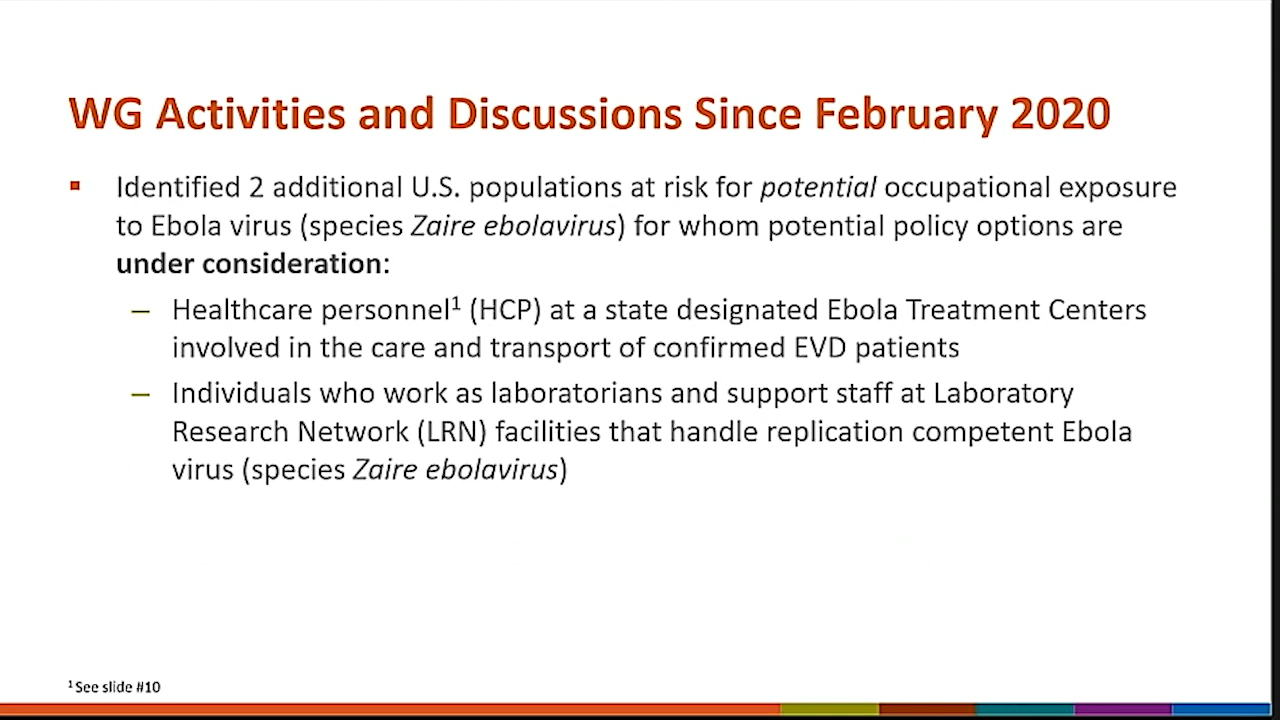 WG Activities and Discussions Since February 2020
▪ Identified 2 additional U.S. populations at risk for potential occupational exposure
to Ebola virus (species Zaire ebolavirus) for whom potential policy options are
under consideration:
– Healthcare personnel¹ (HCP) at a state designated Ebola Treatment Centers
involved in the care and transport of confirmed EVD patients
– Individuals who work as laboratorians and support staff at Laboratory
Research Network (LRN) facilities that handle replication competent Ebola
virus (species Zaire ebolavirus)
¹ See slide #10